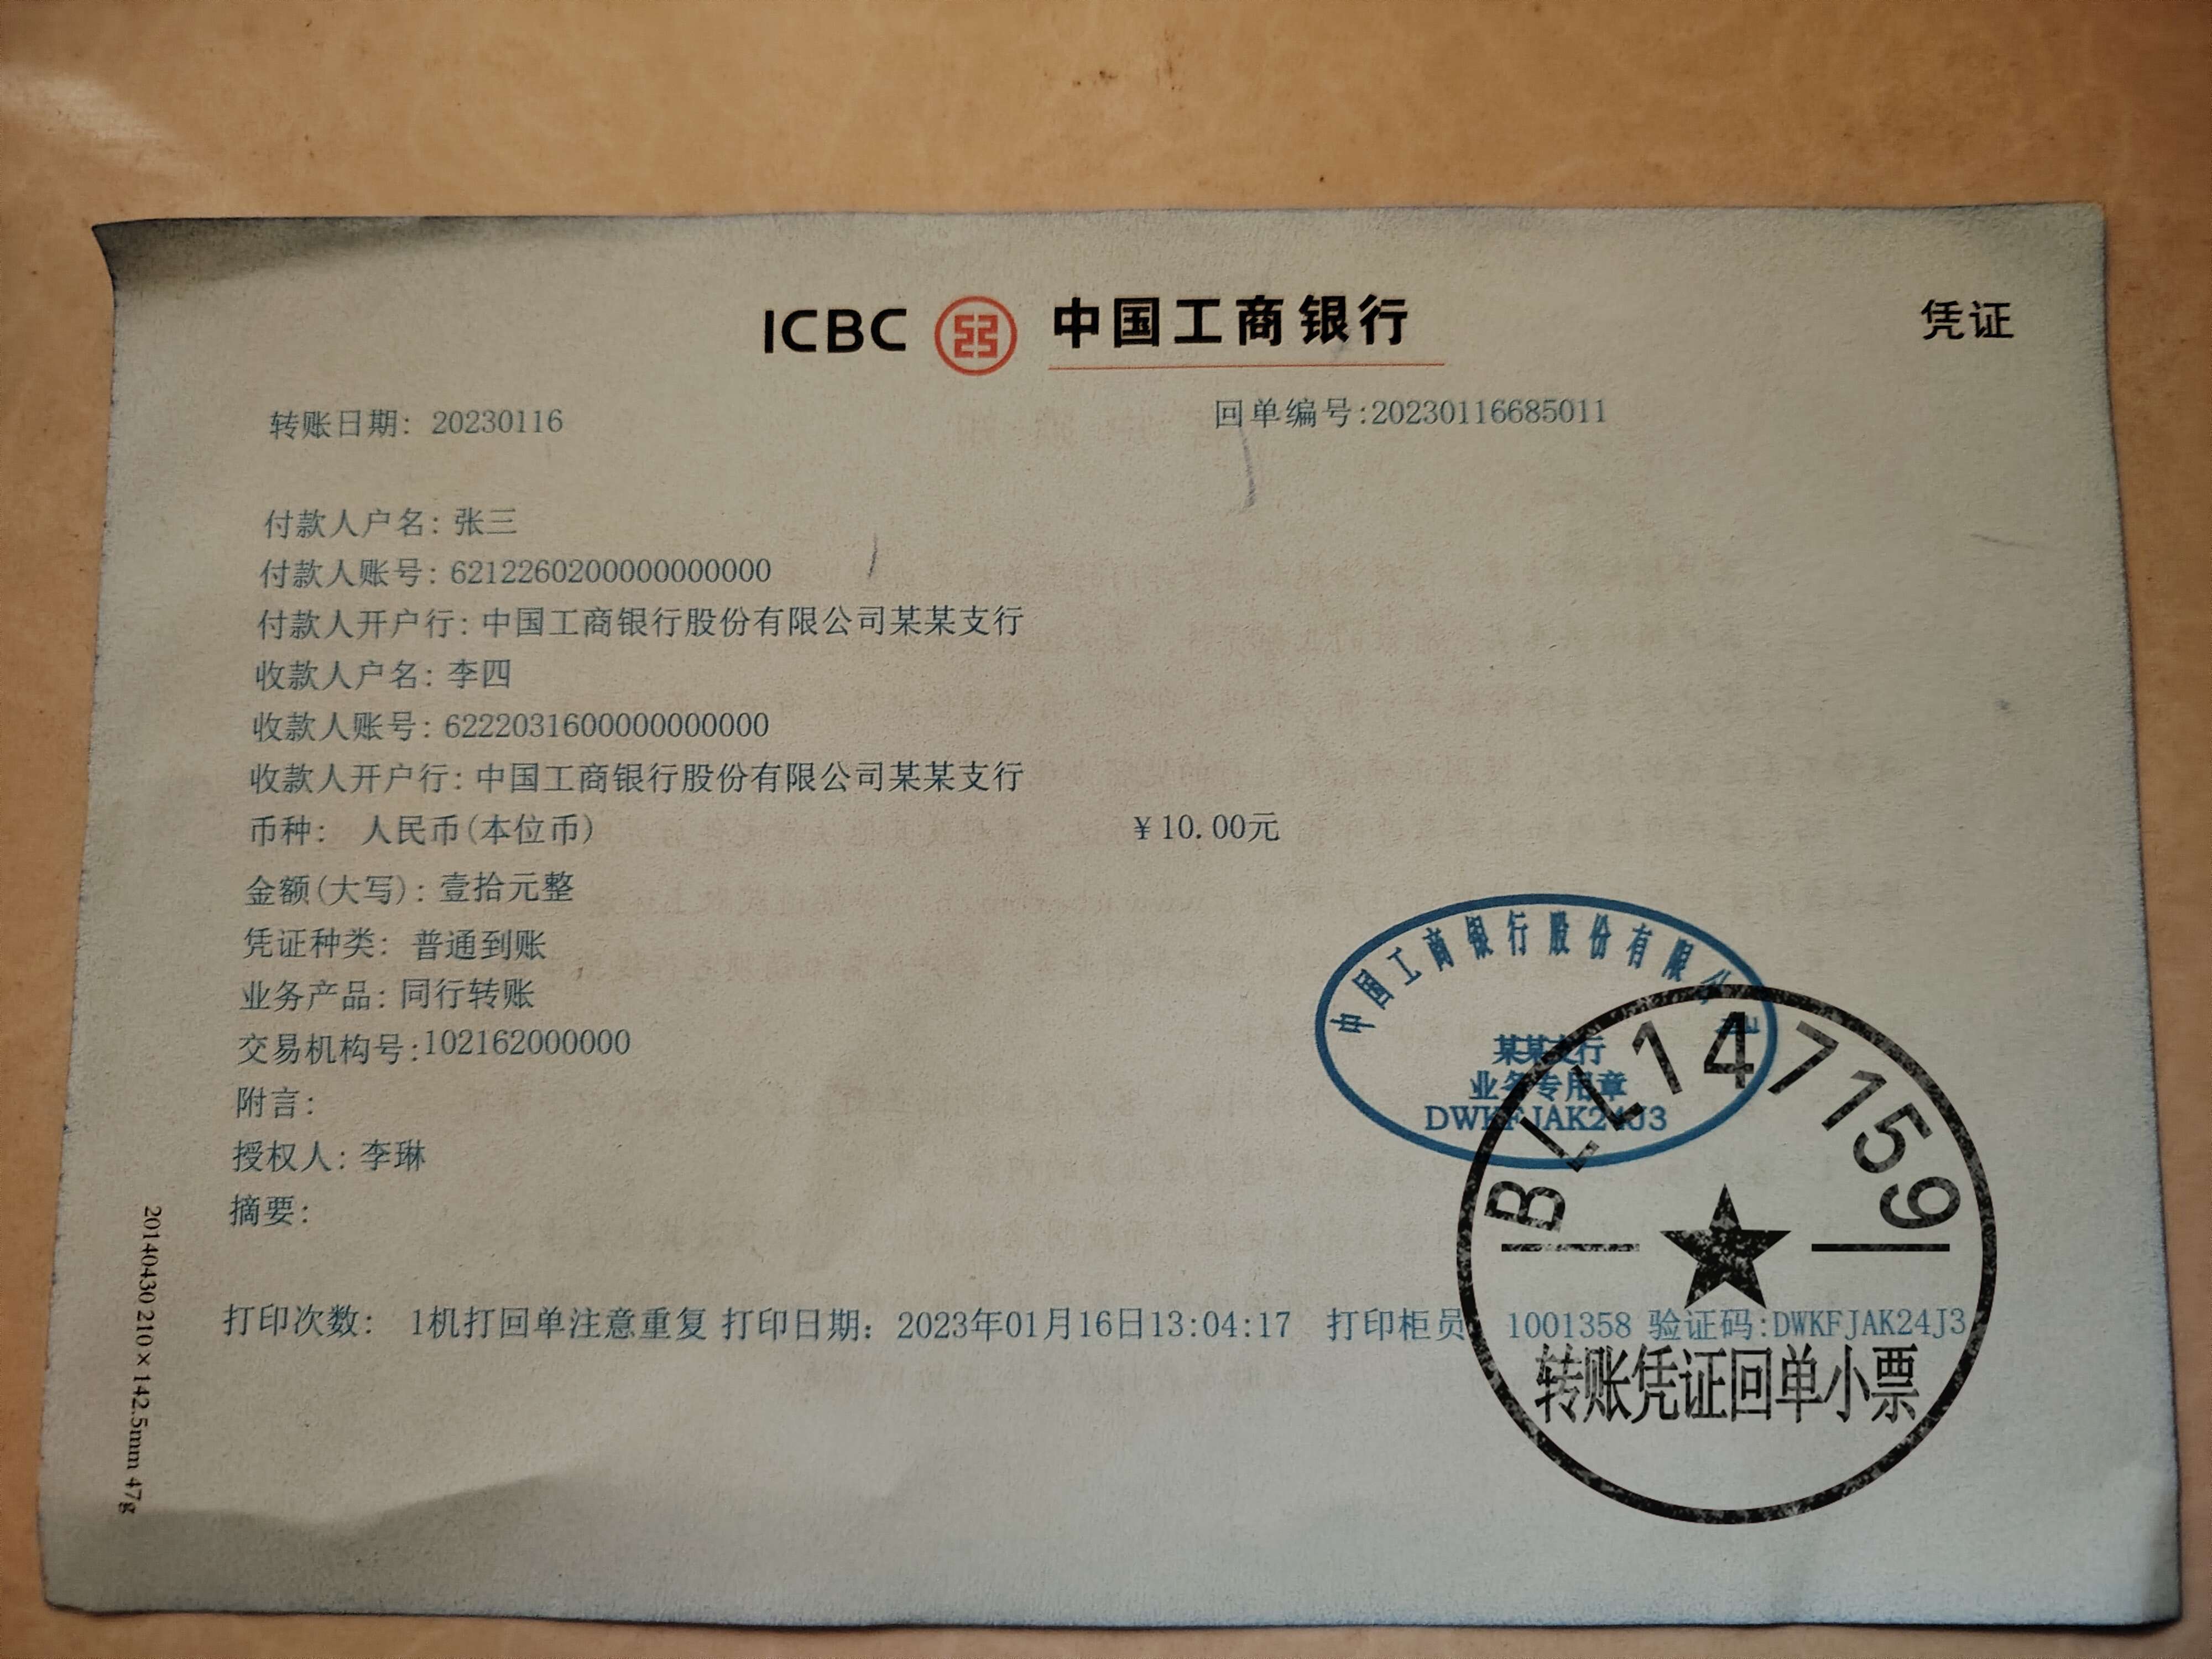 ICBC 中国工商银行
凭证
转账日期: 20230116 回单编号:20230116685011
付款人户名: 张三
付款人账号: 6212260200000000000
付款人开户行: 中国工商银行股份有限公司某某支行
收款人户名: 李四
收款人账号: 6222031600000000000
收款人开户行: 中国工商银行股份有限公司某某支行
币种: 人民币(本位币) ¥10.00元
金额(大写): 壹拾元整
凭证种类: 普通到账
业务产品: 同行转账
交易机构号:102162000000
附言:
授权人: 李琳
摘要:
中国工商银行股份有限公司
某某支行
业务专用章
DWKFJAK24J3
BLL147159
打印次数: 1机打回单注意重复 打印日期: 2023年01月16日13:04:17 打印柜员 1001358 验证码:DWKFJAK24J3
转账凭证回单小票
20140430 210×142.5mm 47g